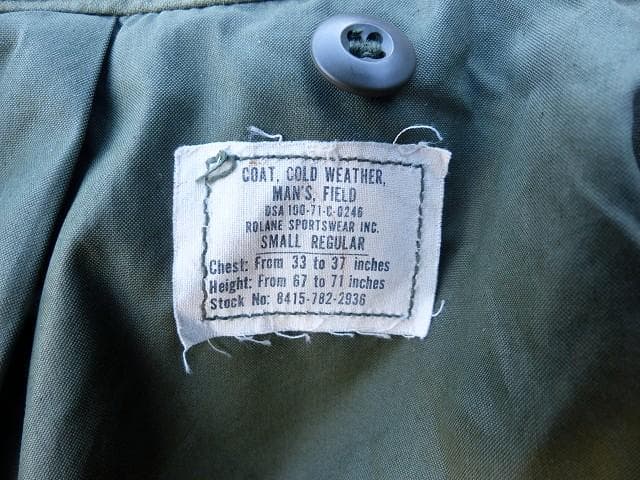 COAT, COLD WEATHER,
MAN'S, FIELD
DSA 100-71-C-0246
ROLANE SPORTSWEAR INC.
SMALL REGULAR
Chest: From 33 to 37 inches
Height: From 67 to 71 inches
Stock No: 8415-782-2936